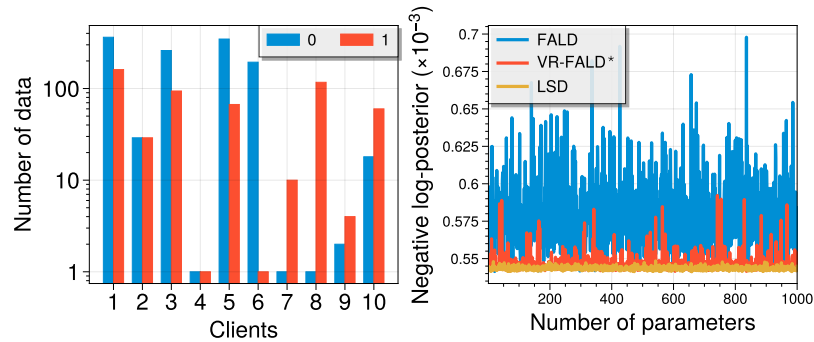 0 1
100
10
1
Number of data
1 2 3 4 5 6 7 8 9 10
Clients
FALD
VR-FALD*
LSD
0.7
0.675
0.65
0.625
0.6
0.575
0.55
Negative log-posterior (×10⁻³)
200 400 600 800 1000
Number of parameters